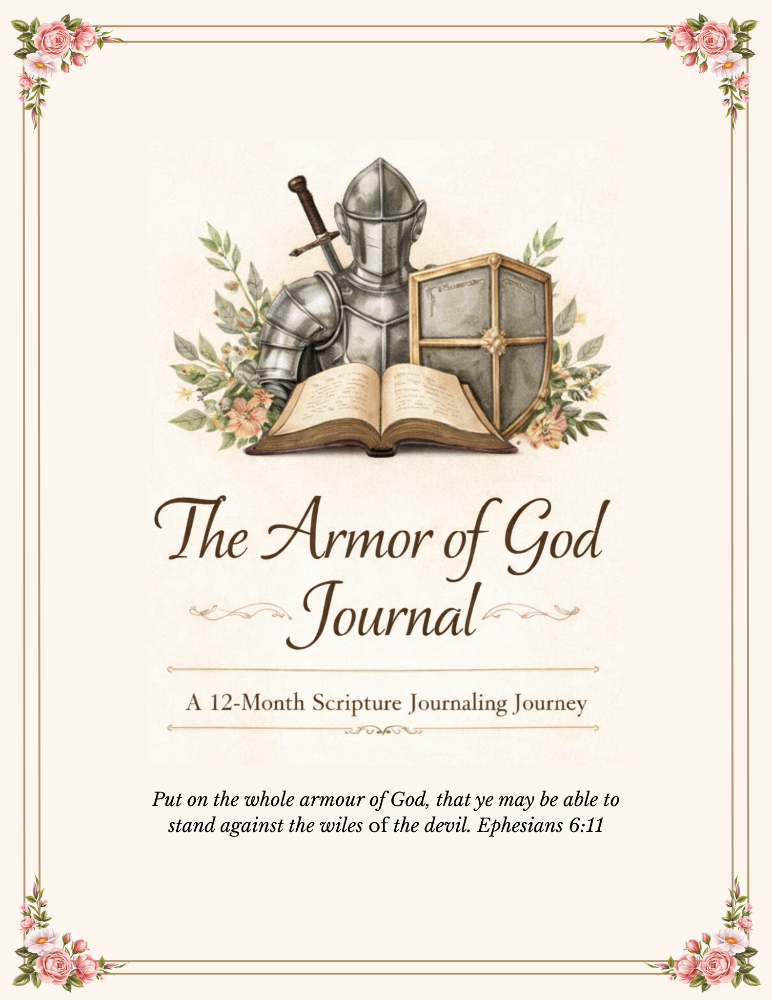 The Armor of God
Journal
A 12-Month Scripture Journaling Journey
Put on the whole armour of God, that ye may be able to
stand against the wiles of the devil. Ephesians 6:11